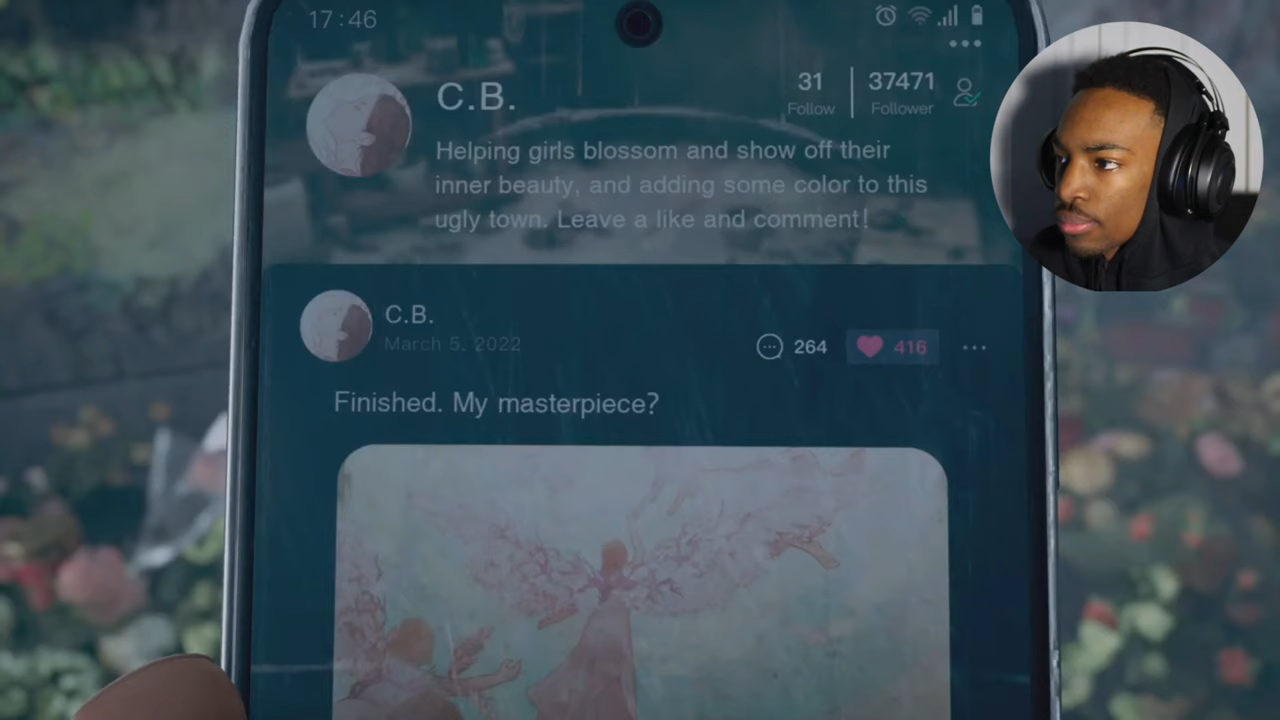 17:46
C.B.
31
Follow
37471
Follower
Helping girls blossom and show off their
inner beauty, and adding some color to this
ugly town. Leave a like and comment!
C.B.
March 5, 2022
264
416
Finished. My masterpiece?